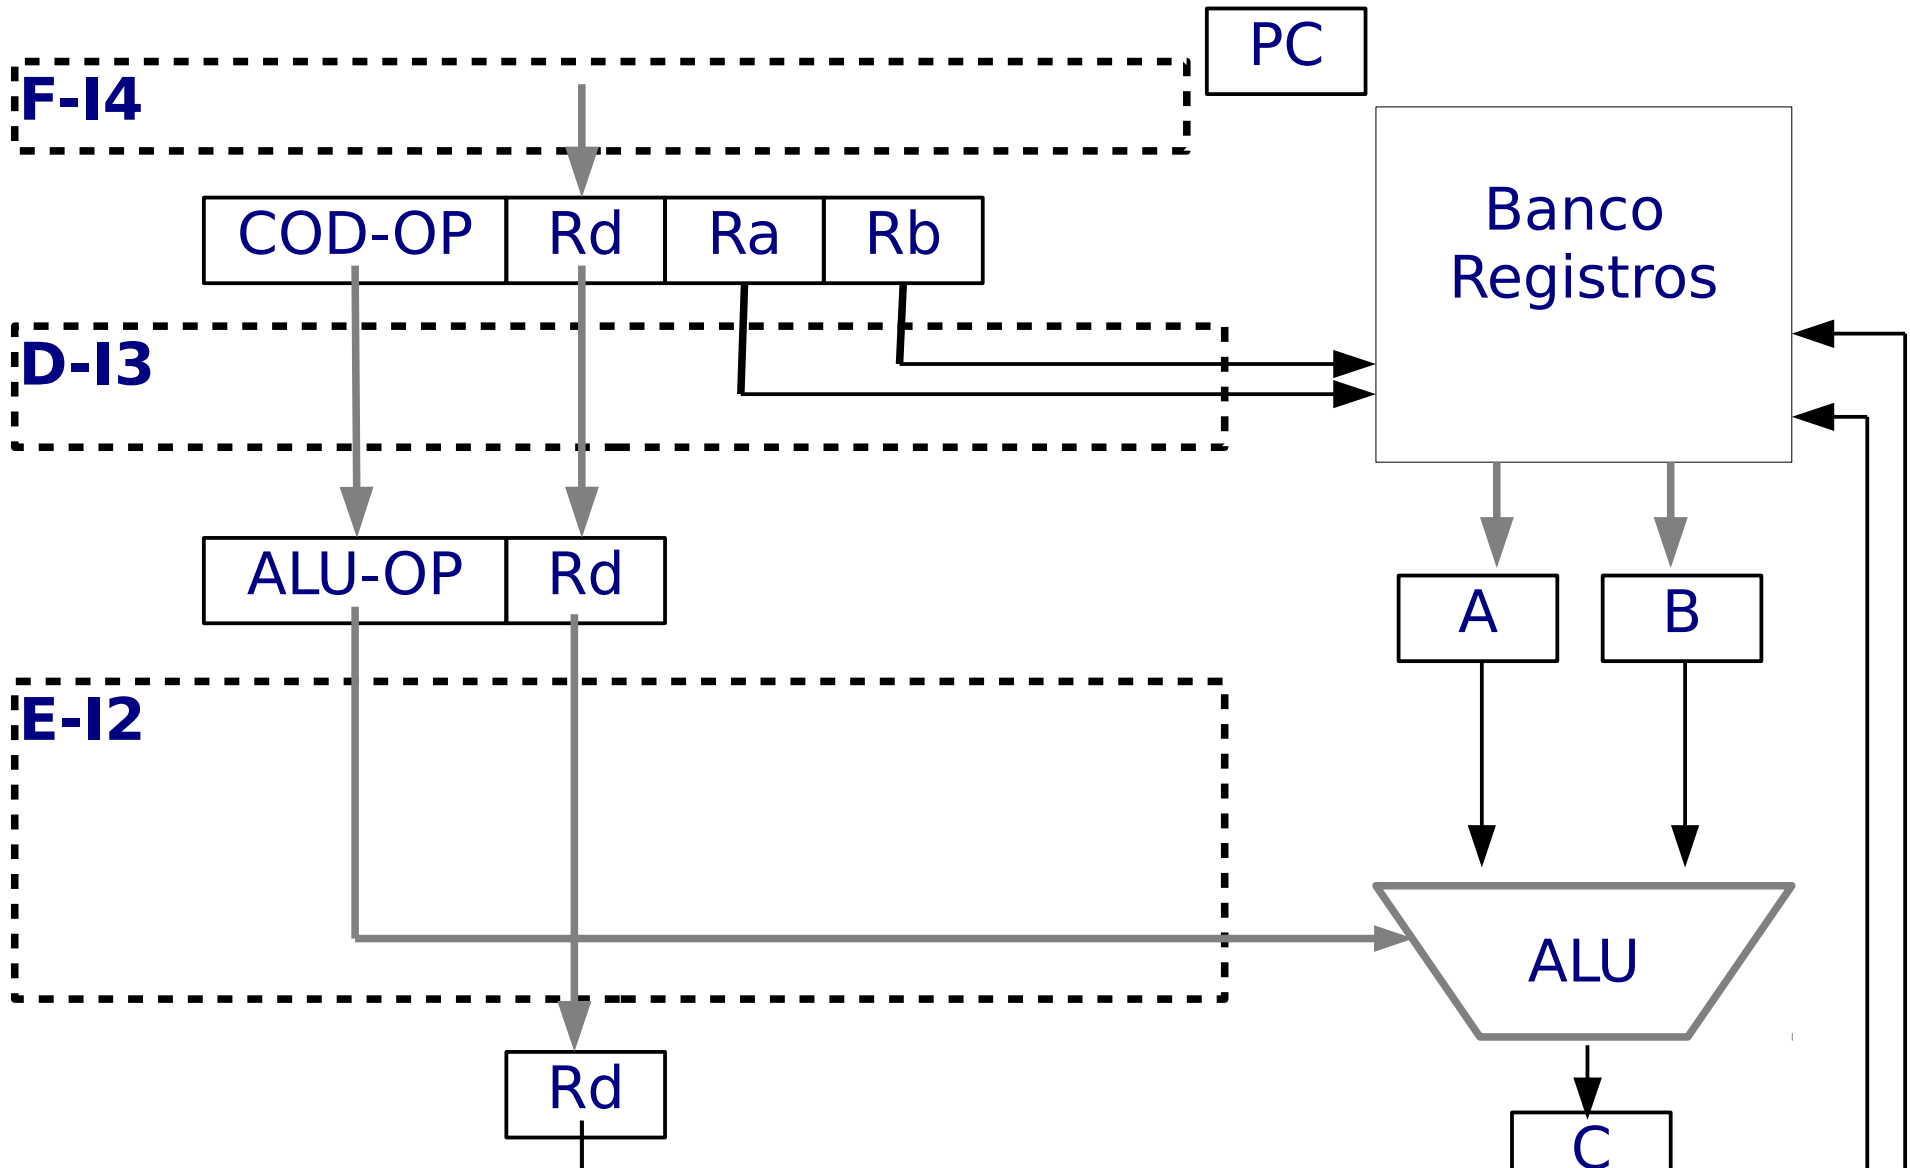 PC
F-I4
Banco
Registros
COD-OP
Rd
Ra
Rb
D-I3
ALU-OP
Rd
A
B
E-I2
ALU
Rd
C